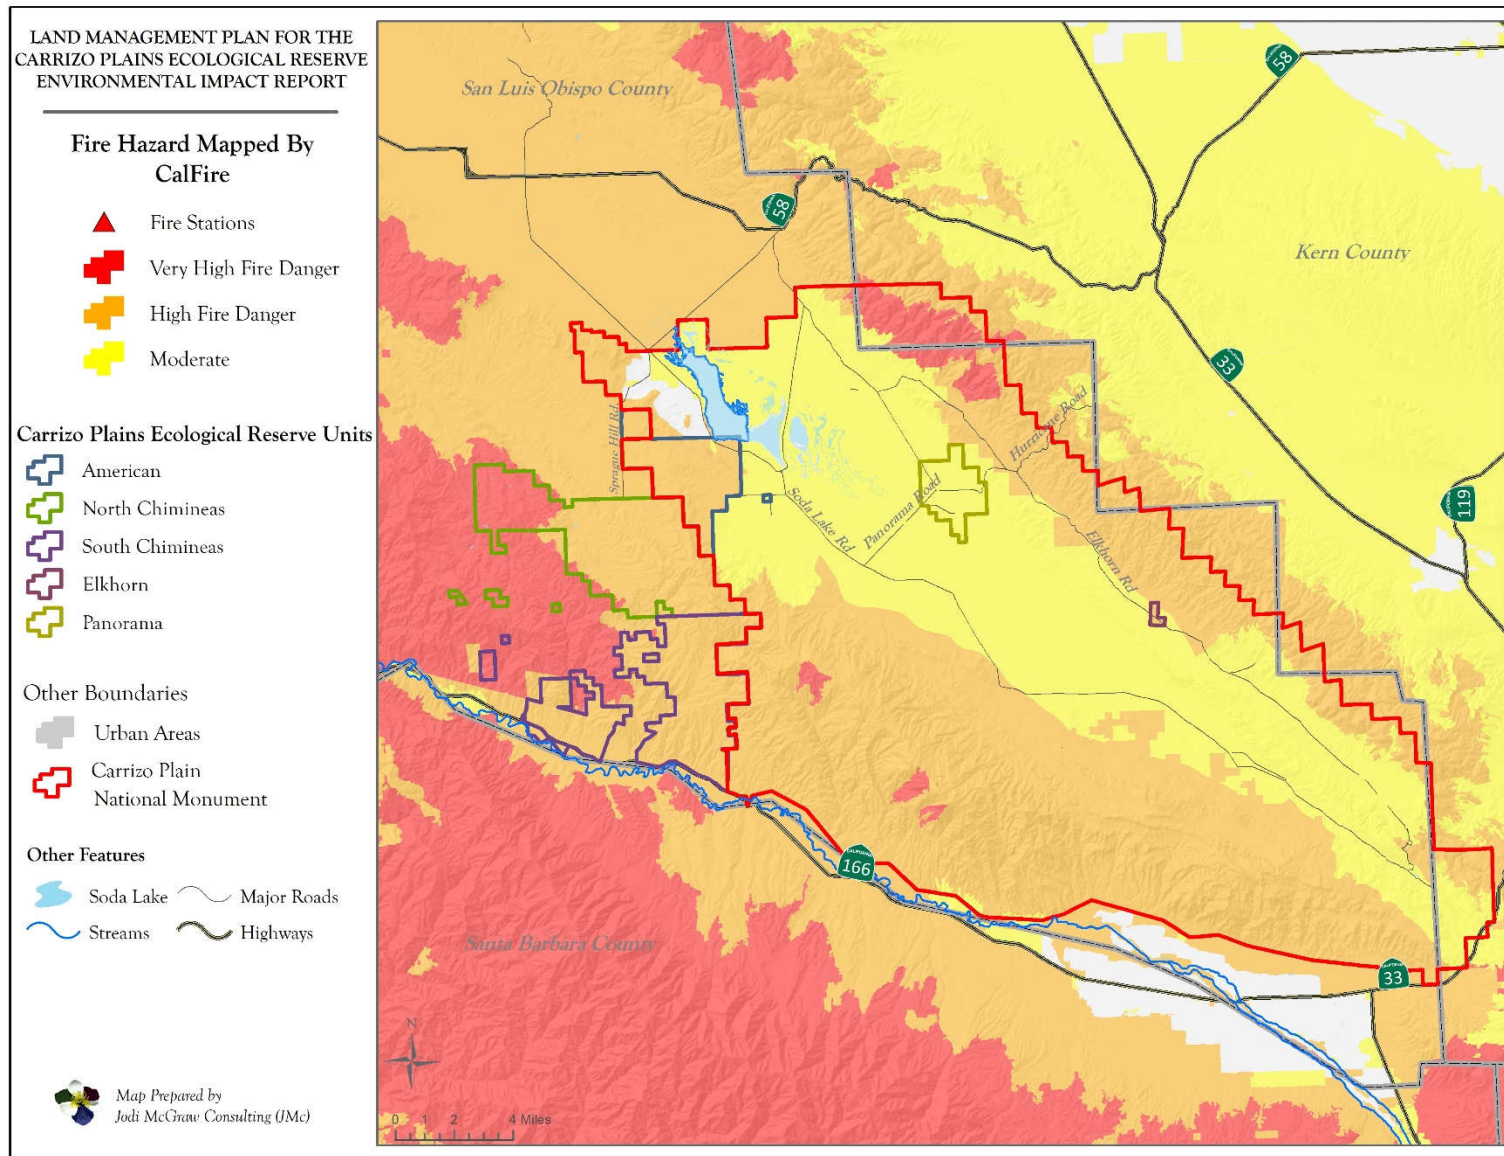 LAND MANAGEMENT PLAN FOR THE
CARRIZO PLAINS ECOLOGICAL RESERVE
ENVIRONMENTAL IMPACT REPORT
Fire Hazard Mapped By
CalFire
Fire Stations
Very High Fire Danger
High Fire Danger
Moderate
Carrizo Plains Ecological Reserve Units
American
North Chimineas
South Chimineas
Elkhorn
Panorama
Other Boundaries
Urban Areas
Carrizo Plain
National Monument
Other Features
Soda Lake
Major Roads
Streams
Highways
Map Prepared by
Jodi McGraw Consulting (JMc)
San Luis Obispo County
58
58
Kern County
33
119
Sprague Hill Rd
Soda Lake Rd
Panorama Road
Hurricane Road
Elkhorn Rd
CALIFORNIA
166
Santa Barbara County
33
N
0 1 2 4 Miles